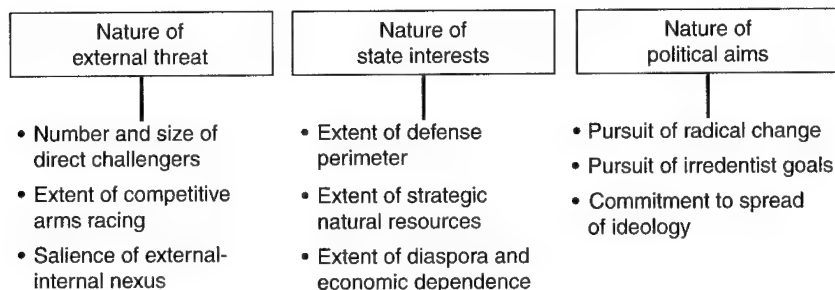 Nature of
external threat
• Number and size of
direct challengers
• Extent of competitive
arms racing
• Salience of external-
internal nexus
Nature of
state interests
• Extent of defense
perimeter
• Extent of strategic
natural resources
• Extent of diaspora and
economic dependence
Nature of
political aims
• Pursuit of radical change
• Pursuit of irredentist goals
• Commitment to spread
of ideology